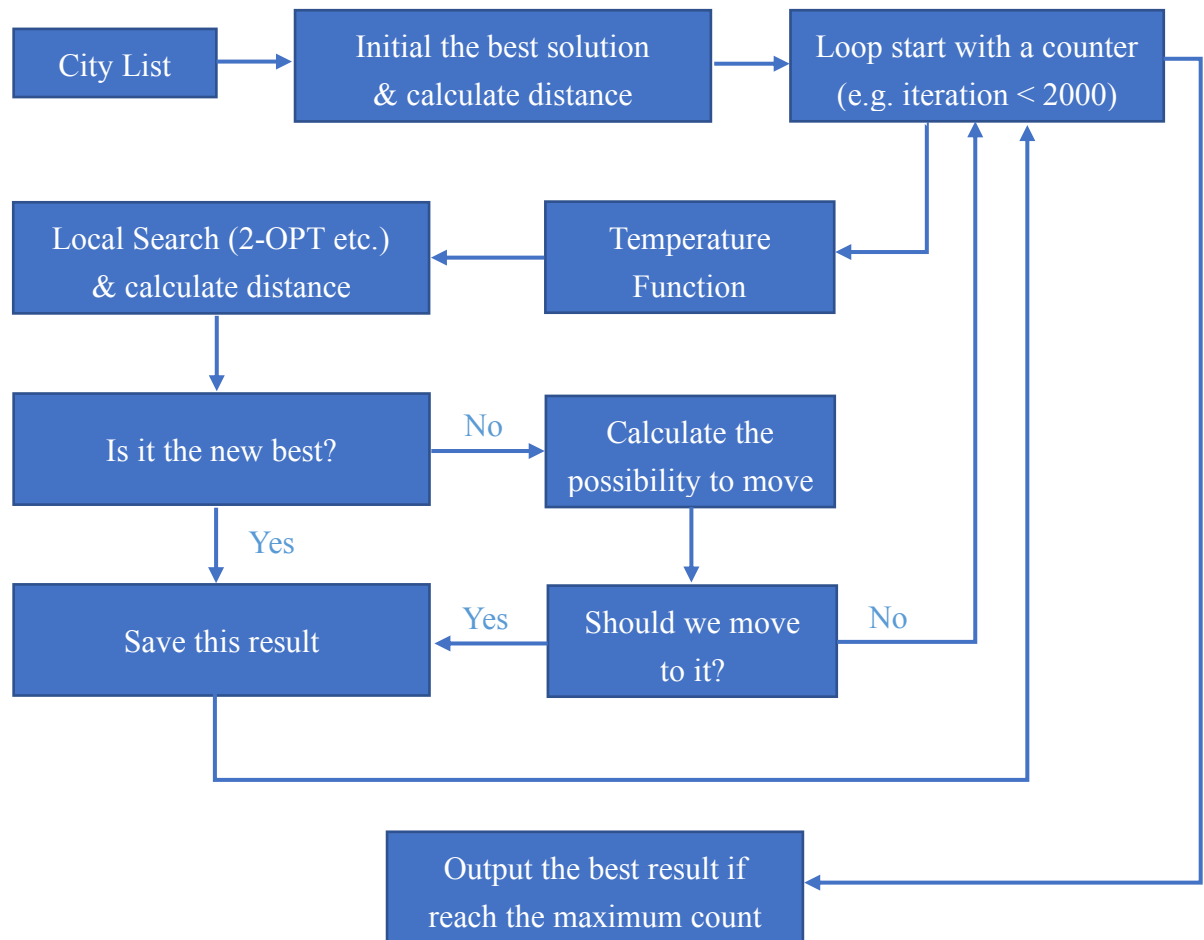 City List
Initial the best solution
& calculate distance
Loop start with a counter
(e.g. iteration < 2000)
Local Search (2-OPT etc.)
& calculate distance
Temperature
Function
Is it the new best?
No
Calculate the
possibility to move
Yes
Save this result
Yes
Should we move
to it?
No
Output the best result if
reach the maximum count